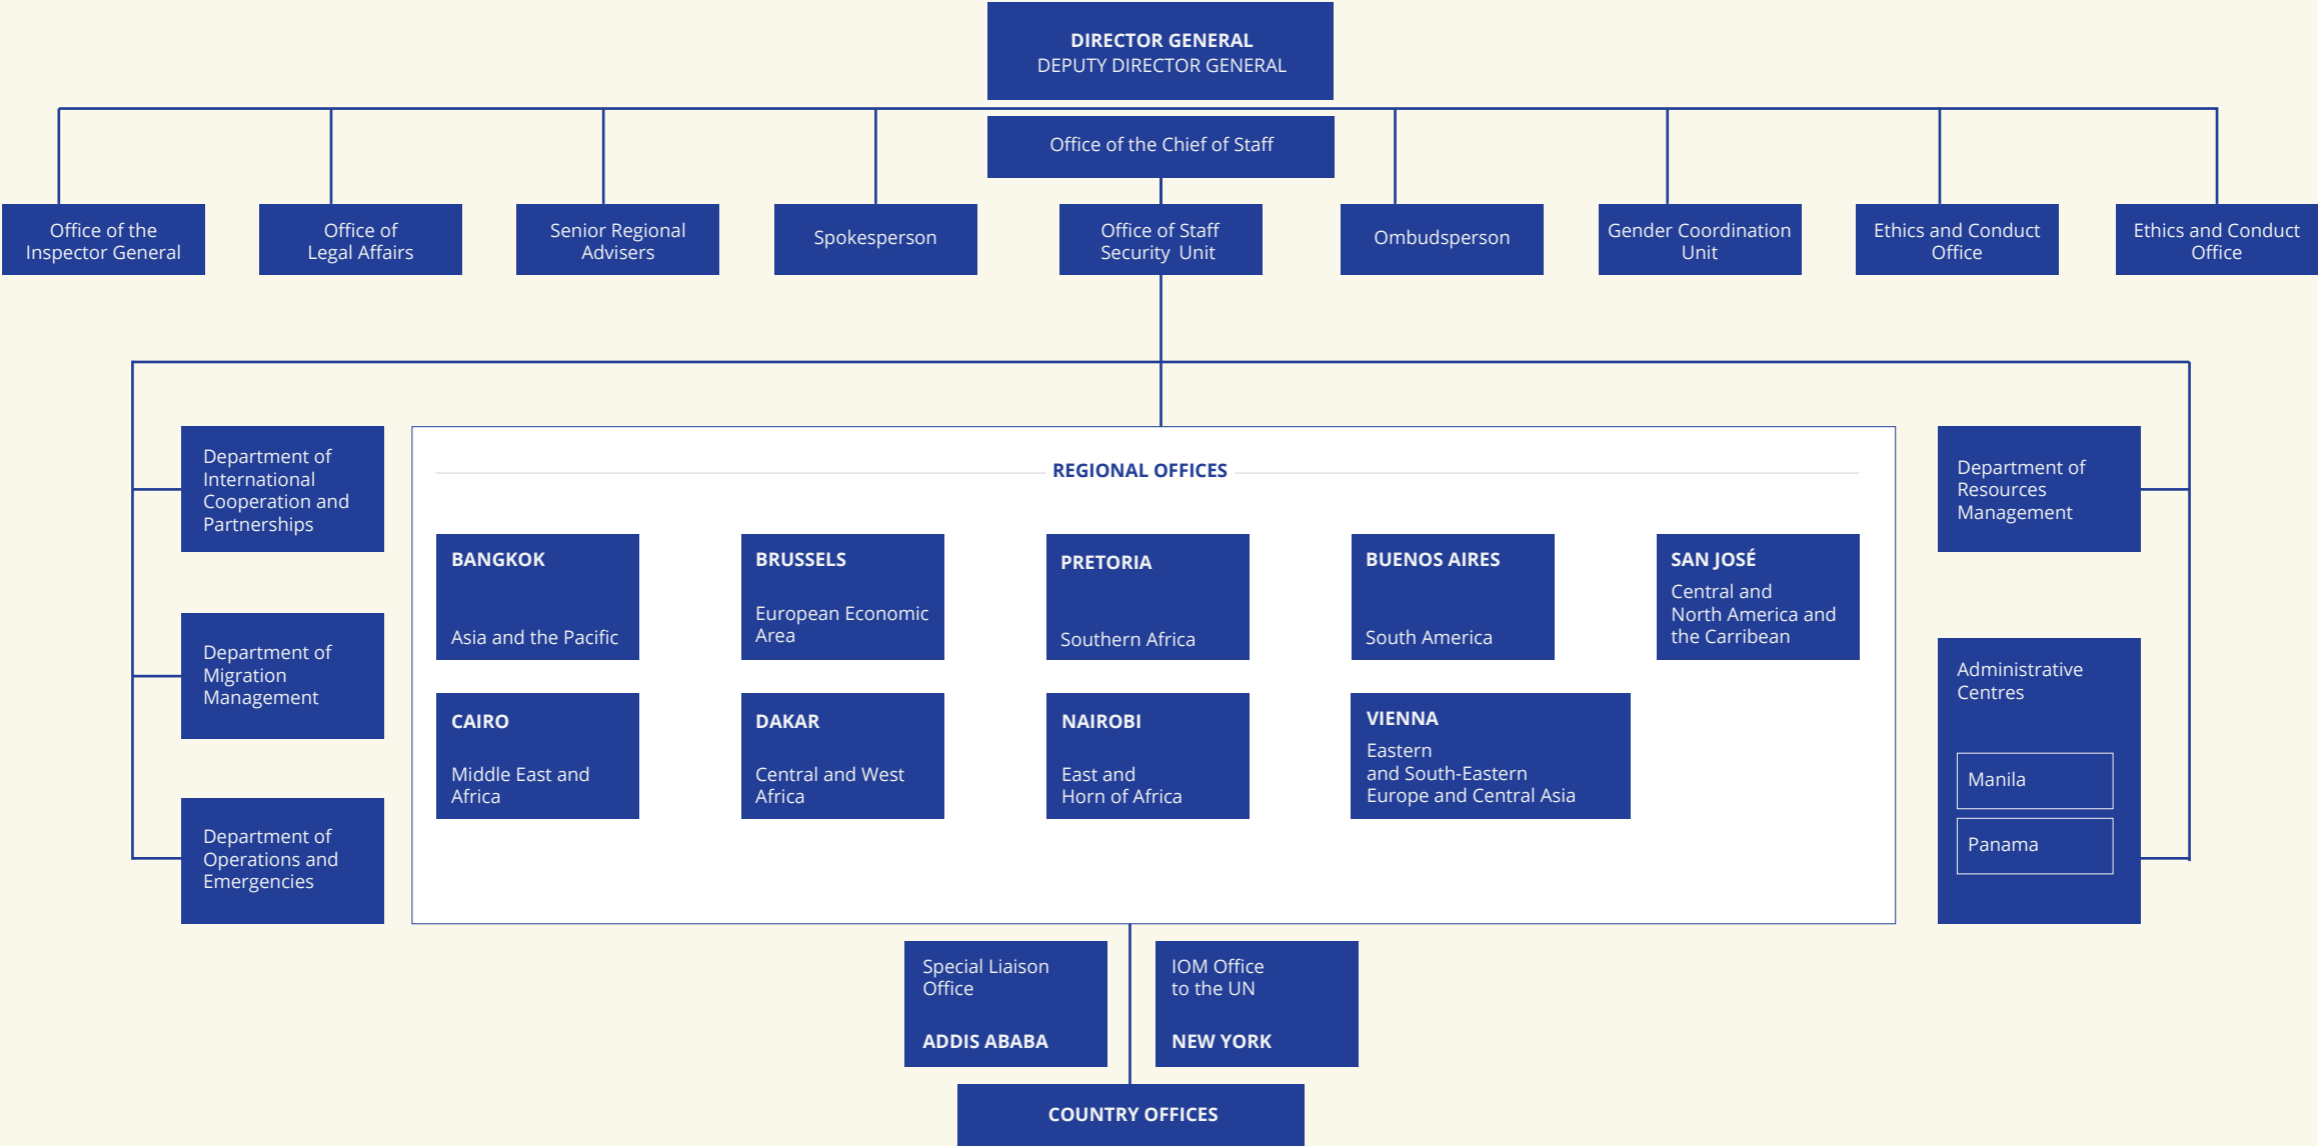 DIRECTOR GENERAL
DEPUTY DIRECTOR GENERAL
Office of the Chief of Staff
Office of the
Inspector General
Office of
Legal Affairs
Senior Regional
Advisers
Spokesperson
Office of Staff
Security Unit
Ombudsperson
Gender Coordination
Unit
Ethics and Conduct
Office
Ethics and Conduct
Office
Department of
International
Cooperation and
Partnerships
Department of
Migration
Management
Department of
Operations and
Emergencies
REGIONAL OFFICES
BANGKOK
Asia and the Pacific
BRUSSELS
European Economic
Area
PRETORIA
Southern Africa
BUENOS AIRES
South America
SAN JOSÉ
Central and
North America and
the Carribean
CAIRO
Middle East and
Africa
DAKAR
Central and West
Africa
NAIROBI
East and
Horn of Africa
VIENNA
Eastern
and South-Eastern
Europe and Central Asia
Department of
Resources
Management
Administrative
Centres
Manila
Panama
Special Liaison
Office
ADDIS ABABA
IOM Office
to the UN
NEW YORK
COUNTRY OFFICES